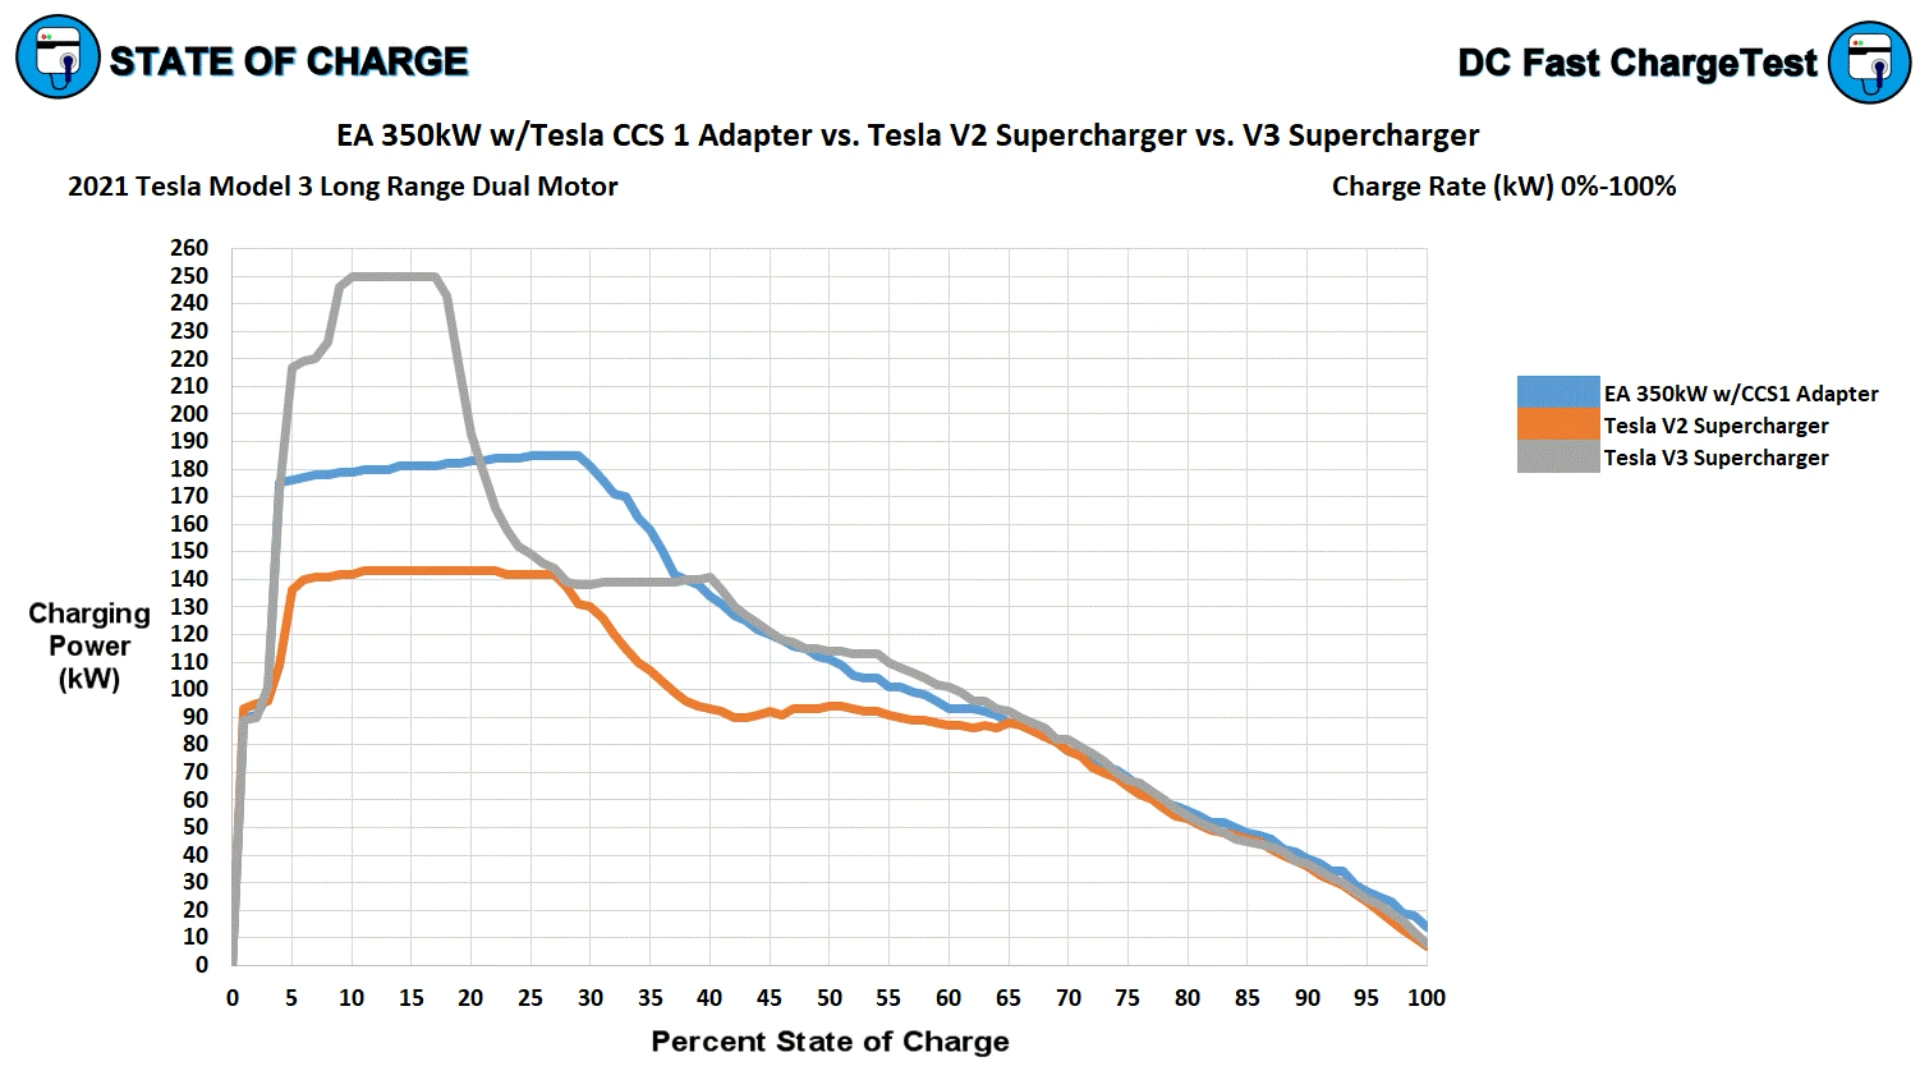 STATE OF CHARGE
DC Fast ChargeTest
EA 350kW w/Tesla CCS 1 Adapter vs. Tesla V2 Supercharger vs. V3 Supercharger
2021 Tesla Model 3 Long Range Dual Motor
Charge Rate (kW) 0%-100%
260
250
240
230
220
210
200
190
180
170
160
150
140
130
120
110
100
90
80
70
60
50
40
30
20
10
0
Charging
Power
(kW)
EA 350kW w/CCS1 Adapter
Tesla V2 Supercharger
Tesla V3 Supercharger
0 5 10 15 20 25 30 35 40 45 50 55 60 65 70 75 80 85 90 95 100
Percent State of Charge